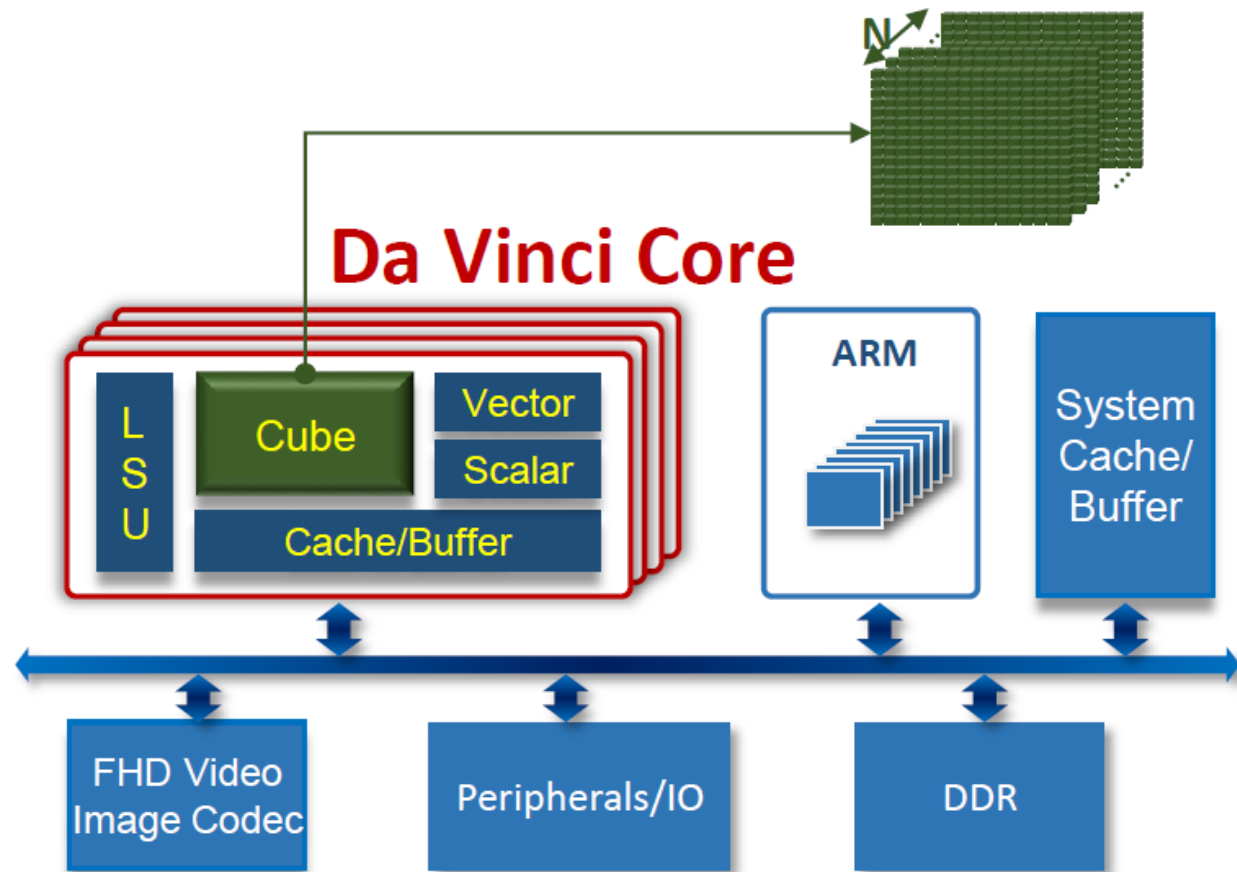 N
Da Vinci Core
L
S
U
Cube
Vector
Scalar
Cache/Buffer
ARM
System
Cache/
Buffer
FHD Video
Image Codec
Peripherals/IO
DDR